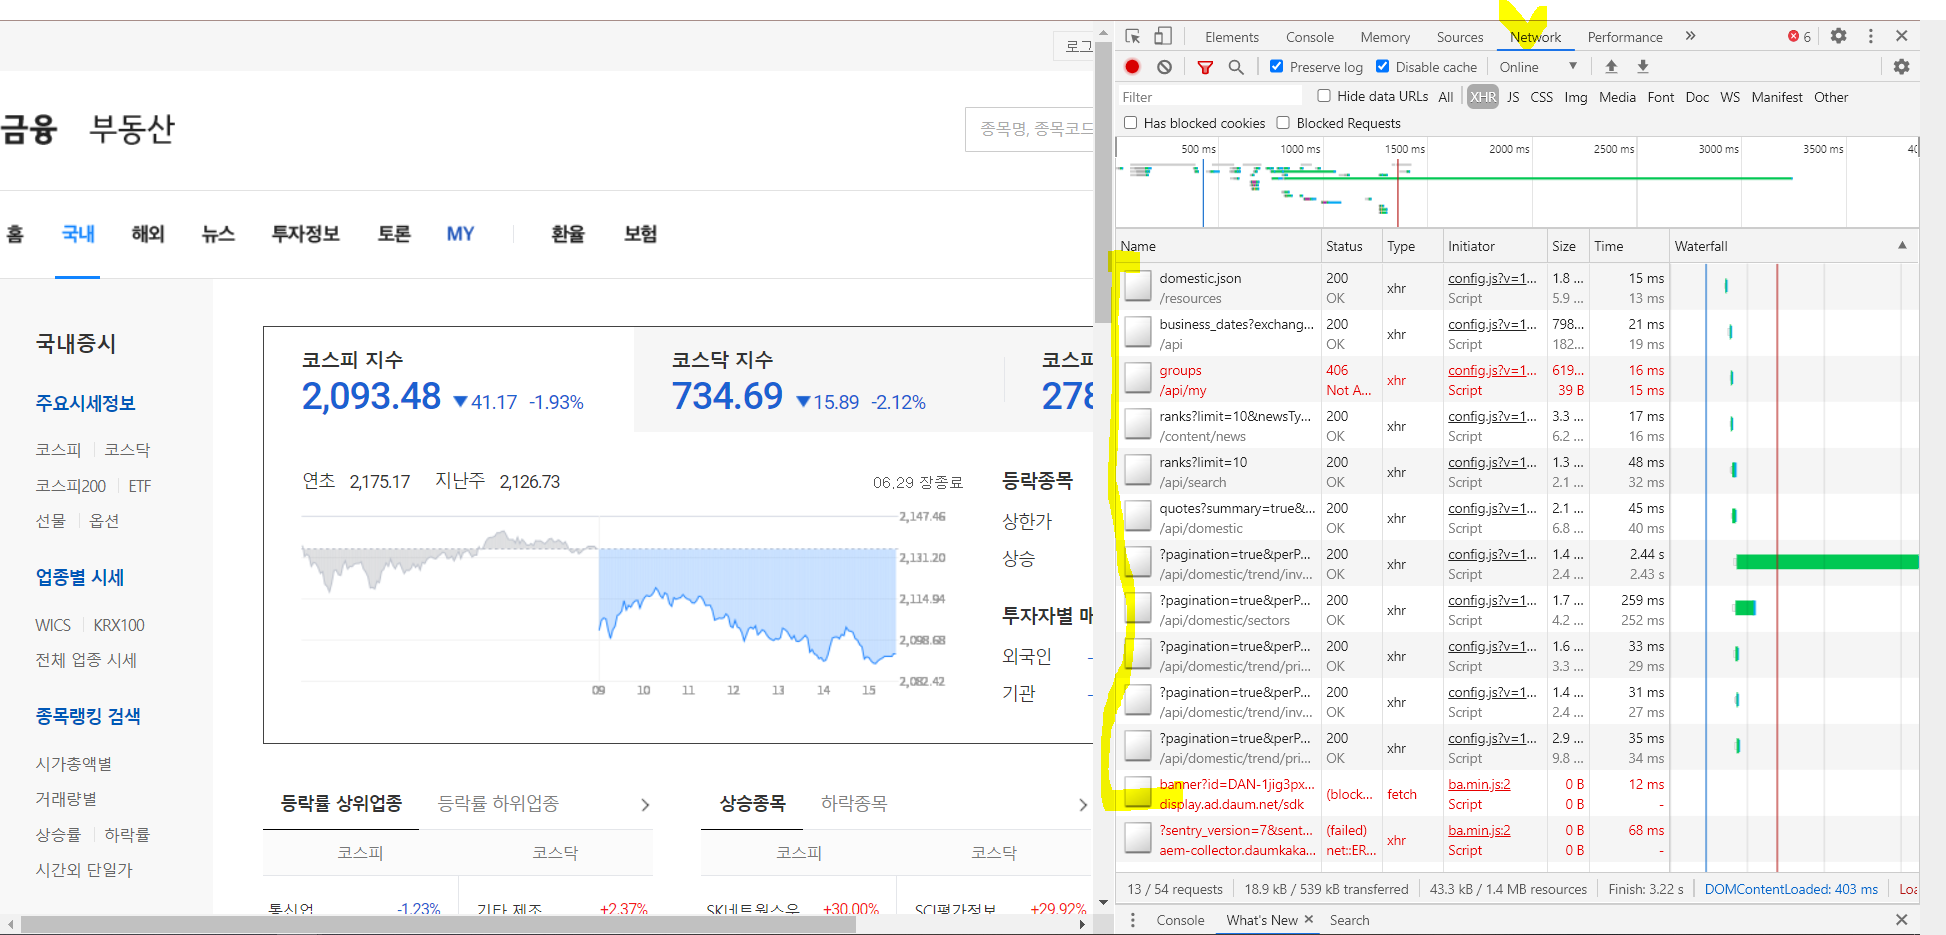 로그
금융 부동산
종목명, 종목코드
홈 국내 해외 뉴스 투자정보 토론 MY 환율 보험
국내증시
주요시세정보
코스피 코스닥
코스피200 ETF
선물 옵션
업종별 시세
WICS KRX100
전체 업종 시세
종목랭킹 검색
시가총액별
거래량별
상승률 하락률
시간외 단일가
코스피 지수
2,093.48 ▼41.17 -1.93%
코스닥 지수
734.69 ▼15.89 -2.12%
코스피
278
연초 2,175.17 지난주 2,126.73
06.29 장종료
2,147.46
2,131.20
2,114.94
2,098.68
2,082.42
09 10 11 12 13 14 15
등락종목
상한가
상승
투자자별 매
외국인 -
기관 -
등락률 상위업종 등락률 하위업종
코스피 코스닥
통신업 -1.23% 기타 제조 +2.37%
상승종목 하락종목
코스피 코스닥
SK네트웍스우 +30.00% SCI평가정보 +29.92%
Elements Console Memory Sources Network Performance » 6
Preserve log Disable cache Online
Filter Hide data URLs All XHR JS CSS Img Media Font Doc WS Manifest Other
Has blocked cookies Blocked Requests
500 ms 1000 ms 1500 ms 2000 ms 2500 ms 3000 ms 3500 ms 40
Name Status Type Initiator Size Time Waterfall
domestic.json 200 xhr config.js?v=1... 1.8 ... 15 ms
/resources OK Script 5.9 ... 13 ms
business_dates?exchang... 200 xhr config.js?v=1... 798... 21 ms
/api OK Script 182... 19 ms
groups 406 xhr config.js?v=1... 619... 16 ms
/api/my Not A... Script 39 B 15 ms
ranks?limit=10&newsTy... 200 xhr config.js?v=1... 3.3 ... 17 ms
/content/news OK Script 6.2 ... 16 ms
ranks?limit=10 200 xhr config.js?v=1... 1.3 ... 48 ms
/api/search OK Script 2.1 ... 32 ms
quotes?summary=true&... 200 xhr config.js?v=1... 2.1 ... 45 ms
/api/domestic OK Script 6.8 ... 40 ms
?pagination=true&perP... 200 xhr config.js?v=1... 1.4 ... 2.44 s
/api/domestic/trend/inv... OK Script 2.4 ... 2.43 s
?pagination=true&perP... 200 xhr config.js?v=1... 1.7 ... 259 ms
/api/domestic/sectors OK Script 4.2 ... 252 ms
?pagination=true&perP... 200 xhr config.js?v=1... 1.6 ... 33 ms
/api/domestic/trend/pri... OK Script 3.3 ... 29 ms
?pagination=true&perP... 200 xhr config.js?v=1... 1.4 ... 31 ms
/api/domestic/trend/inv... OK Script 2.4 ... 27 ms
?pagination=true&perP... 200 xhr config.js?v=1... 2.9 ... 35 ms
/api/domestic/trend/pri... OK Script 9.8 ... 34 ms
banner?id=DAN-1jig3px... (block... fetch ba.min.js:2 0 B 12 ms
display.ad.daum.net/sdk Script 0 B -
?sentry_version=7&sent... (failed) xhr ba.min.js:2 0 B 68 ms
aem-collector.daumkaka... net::ER... Script 0 B -
13 / 54 requests 18.9 kB / 539 kB transferred 43.3 kB / 1.4 MB resources Finish: 3.22 s DOMContentLoaded: 403 ms Loa
Console What's New × Search